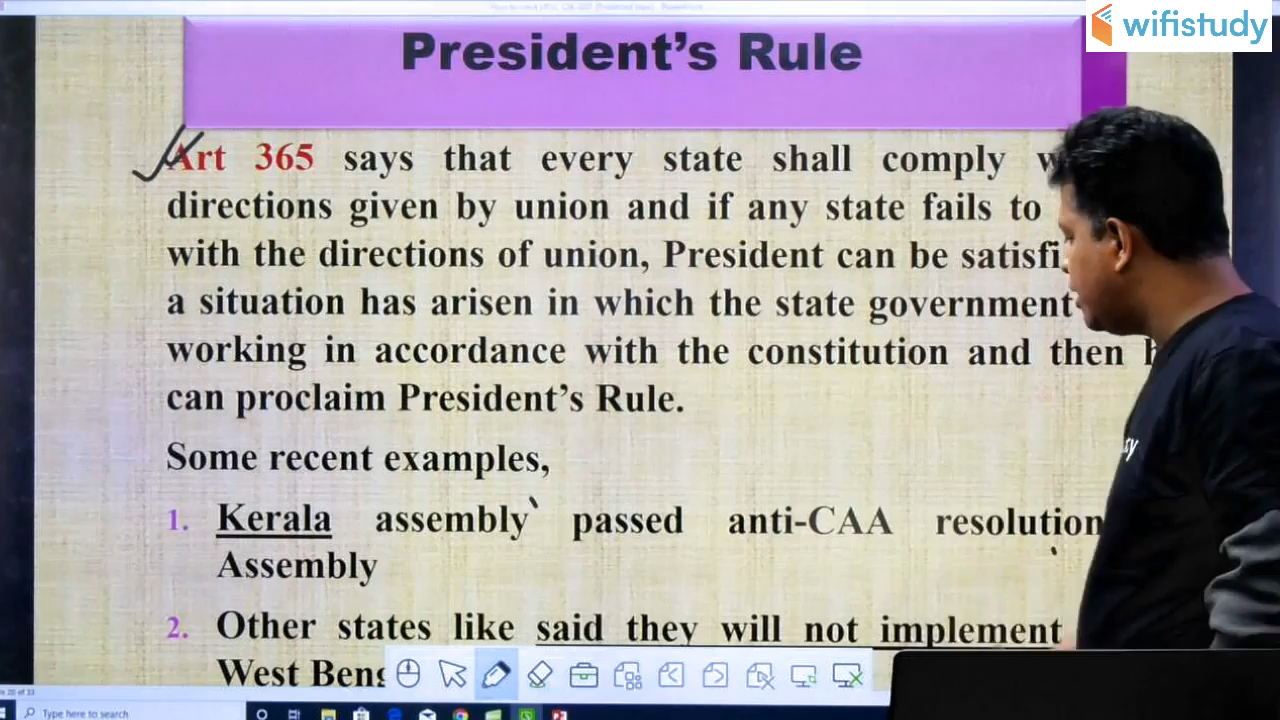 wifistudy
President's Rule
Art 365 says that every state shall comply
directions given by union and if any state fails to
with the directions of union, President can be
a situation has arisen in which the state government
working in accordance with the constitution and then
can proclaim President's Rule.
Some recent examples,
1. Kerala assembly passed anti-CAA resolution
Assembly
2. Other states like said they will not implement
West
Type here to search